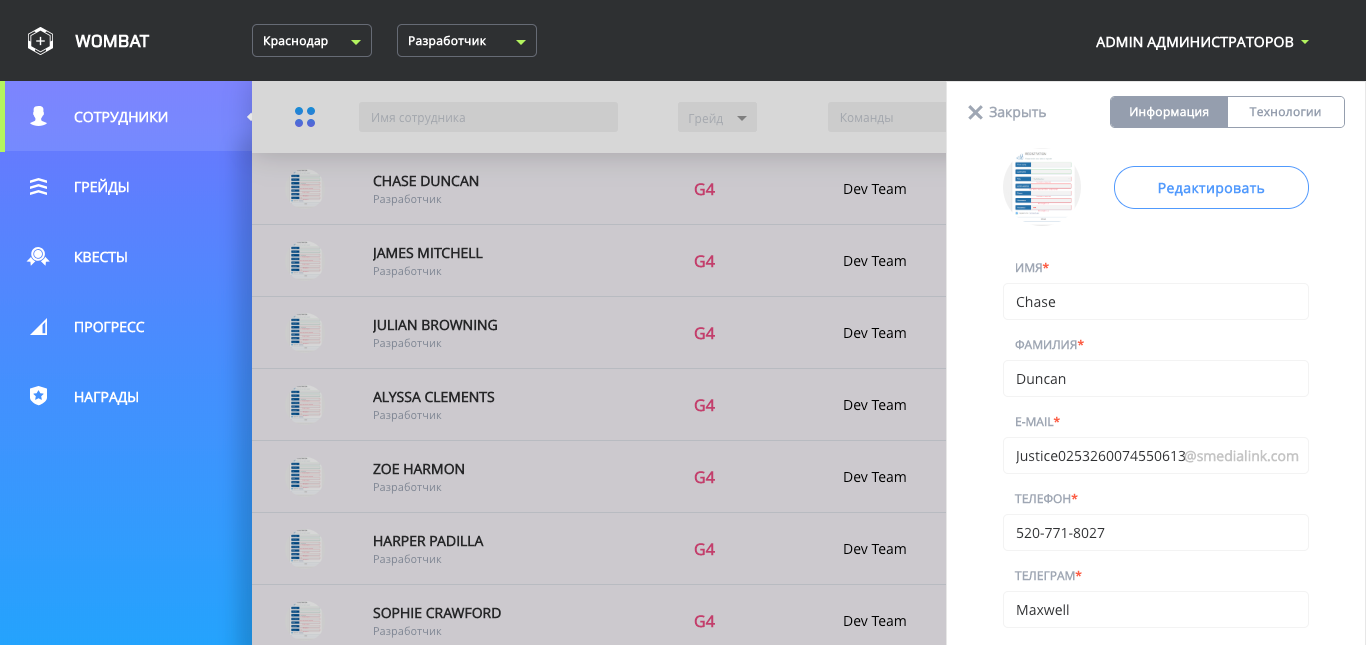 WOMBAT
Краснодар
Разработчик
ADMIN АДМИНИСТРАТОРОВ
СОТРУДНИКИ
ГРЕЙДЫ
КВЕСТЫ
ПРОГРЕСС
НАГРАДЫ
Имя сотрудника
Грейд
Команды
CHASE DUNCAN
Разработчик
G4
Dev Team
JAMES MITCHELL
Разработчик
G4
Dev Team
JULIAN BROWNING
Разработчик
G4
Dev Team
ALYSSA CLEMENTS
Разработчик
G4
Dev Team
ZOE HARMON
Разработчик
G4
Dev Team
HARPER PADILLA
Разработчик
G4
Dev Team
SOPHIE CRAWFORD
Разработчик
G4
Dev Team
Закрыть
Информация
Технологии
Редактировать
ИМЯ*
Chase
ФАМИЛИЯ*
Duncan
E-MAIL*
Justice0253260074550613@smedialink.com
ТЕЛЕФОН*
520-771-8027
ТЕЛЕГРАМ*
Maxwell